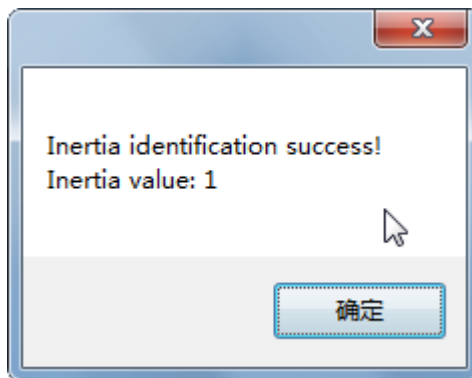 Inertia identification success!
Inertia value: 1
确定